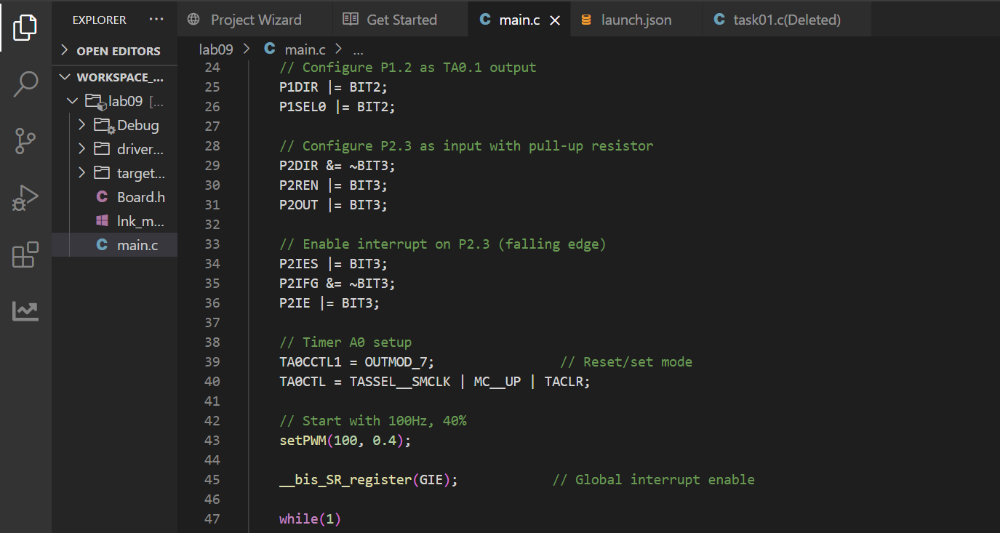 EXPLORER ...
OPEN EDITORS
WORKSPACE_...
lab09 [...
Debug
driver...
target...
C Board.h
lnk_m...
C main.c
Project Wizard
Get Started
C main.c
launch.json
C task01.c(Deleted)
lab09 > C main.c > ...
24 // Configure P1.2 as TA0.1 output
25 P1DIR |= BIT2;
26 P1SEL0 |= BIT2;
27
28 // Configure P2.3 as input with pull-up resistor
29 P2DIR &= ~BIT3;
30 P2REN |= BIT3;
31 P2OUT |= BIT3;
32
33 // Enable interrupt on P2.3 (falling edge)
34 P2IES |= BIT3;
35 P2IFG &= ~BIT3;
36 P2IE |= BIT3;
37
38 // Timer A0 setup
39 TA0CCTL1 = OUTMOD_7; // Reset/set mode
40 TA0CTL = TASSEL__SMCLK | MC__UP | TACLR;
41
42 // Start with 100Hz, 40%
43 setPWM(100, 0.4);
44
45 __bis_SR_register(GIE); // Global interrupt enable
46
47 while(1)